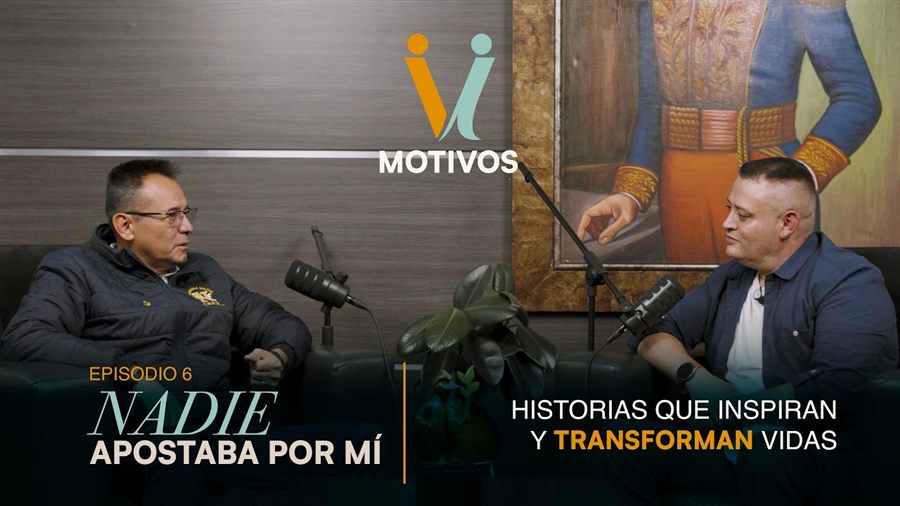 MOTIVOS
EPISODIO 6
NADIE
APOSTABA POR MÍ
HISTORIAS QUE INSPIRAN
Y TRANSFORMAN VIDAS